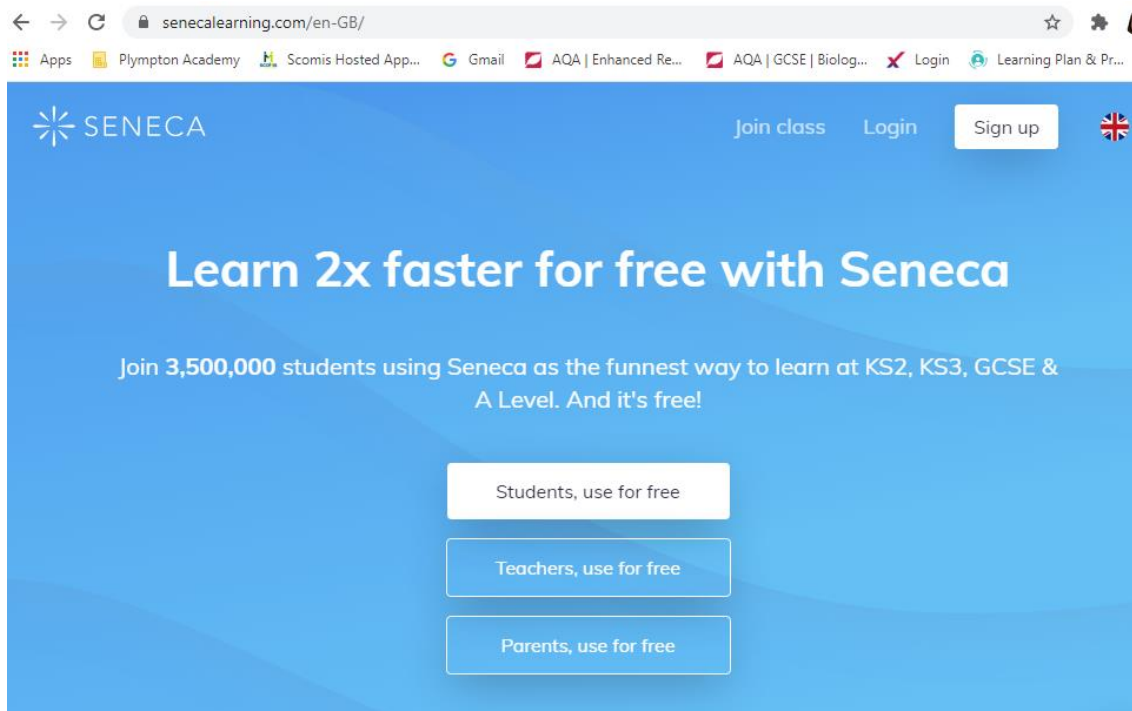 senecalearning.com/en-GB/
Apps Plympton Academy Scomis Hosted App... Gmail AQA | Enhanced Re... AQA | GCSE | Biolog... Login Learning Plan & Pr...
SENECA Join class Login Sign up
Learn 2x faster for free with Seneca
Join 3,500,000 students using Seneca as the funnest way to learn at KS2, KS3, GCSE &
A Level. And it's free!
Students, use for free
Teachers, use for free
Parents, use for free